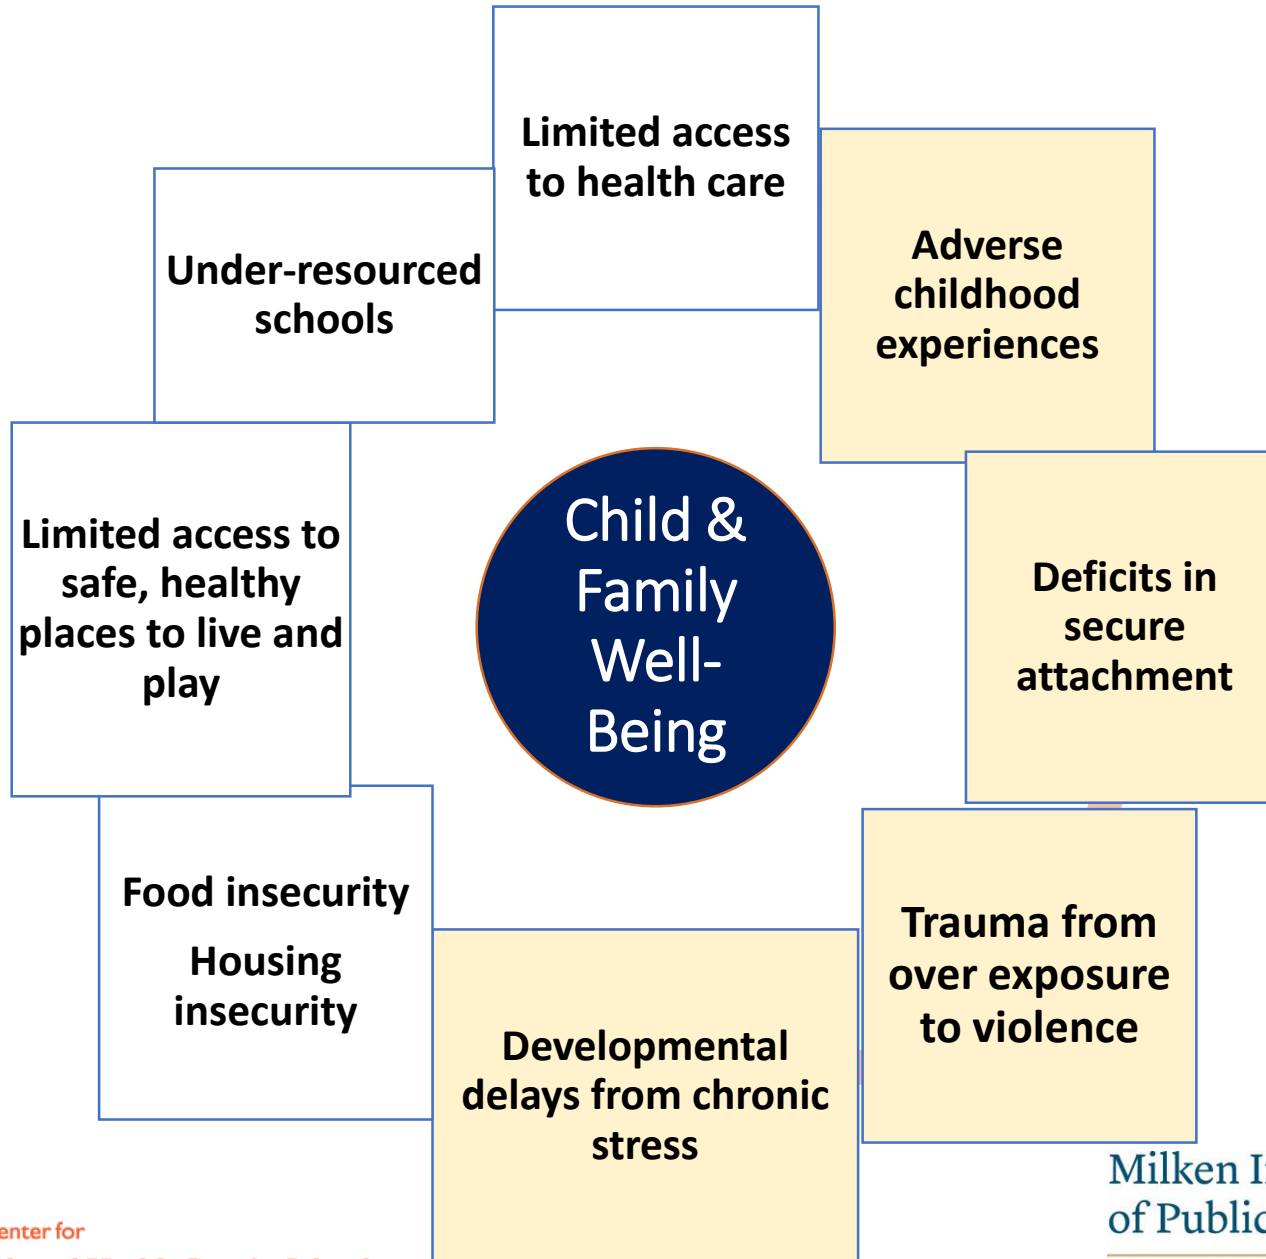 Limited access
to health care
Adverse
childhood
experiences
Deficits in
secure
attachment
Trauma from
over exposure
to violence
Developmental
delays from chronic
stress
Food insecurity
Housing
insecurity
Limited access to
safe, healthy
places to live and
play
Under-resourced
schools
Child &
Family
Well-
Being
Milken
of Public
enter for